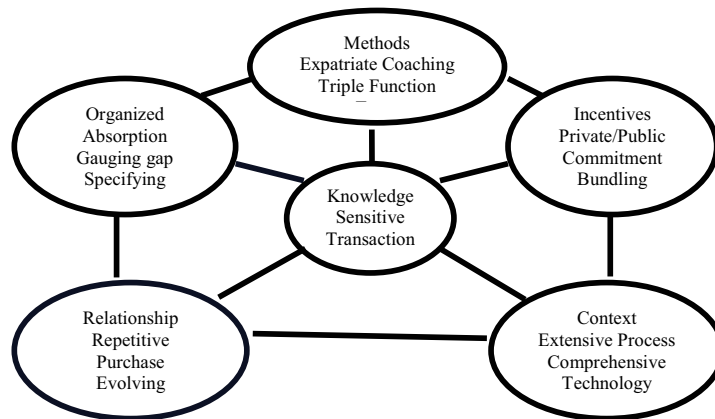 Methods
Expatriate Coaching
Triple Function
Organized
Absorption
Gauging gap
Specifying
Incentives
Private/Public
Commitment
Bundling
Knowledge
Sensitive
Transaction
Relationship
Repetitive
Purchase
Evolving
Context
Extensive Process
Comprehensive
Technology